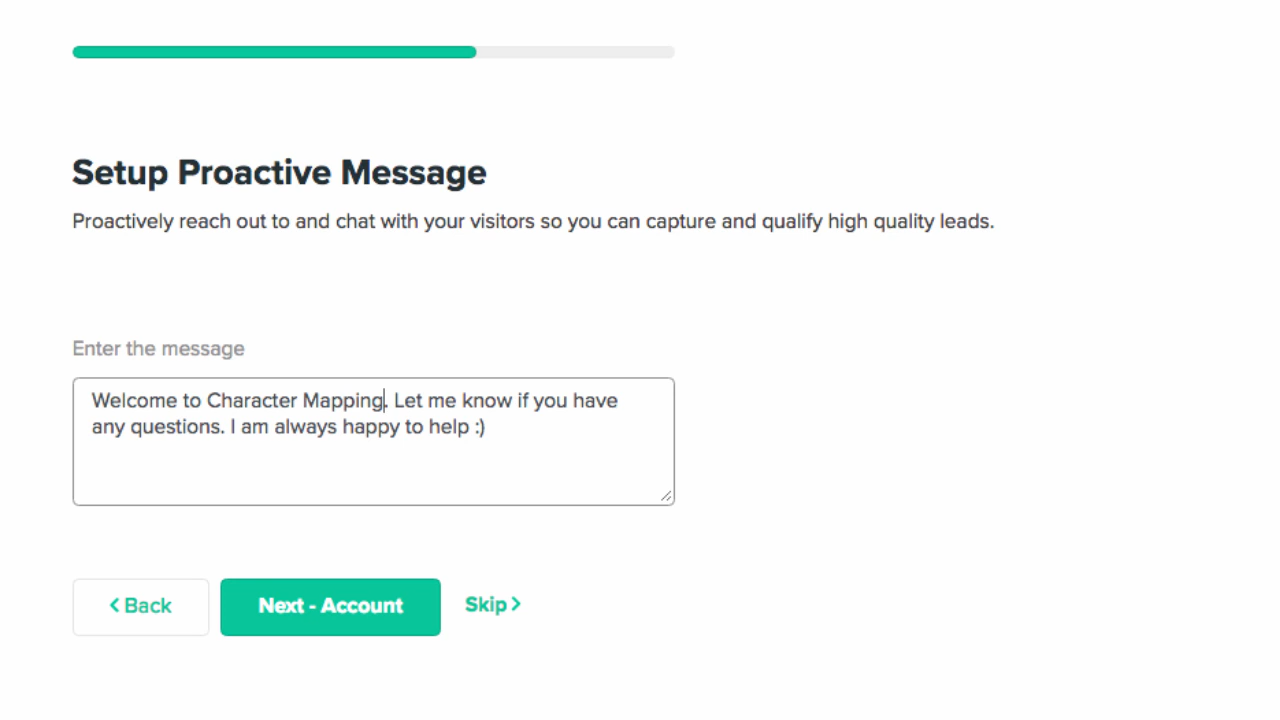 Setup Proactive Message
Proactively reach out to and chat with your visitors so you can capture and qualify high quality leads.
Enter the message
Welcome to Character Mapping. Let me know if you have
any questions. I am always happy to help :)
Back
Next - Account
Skip